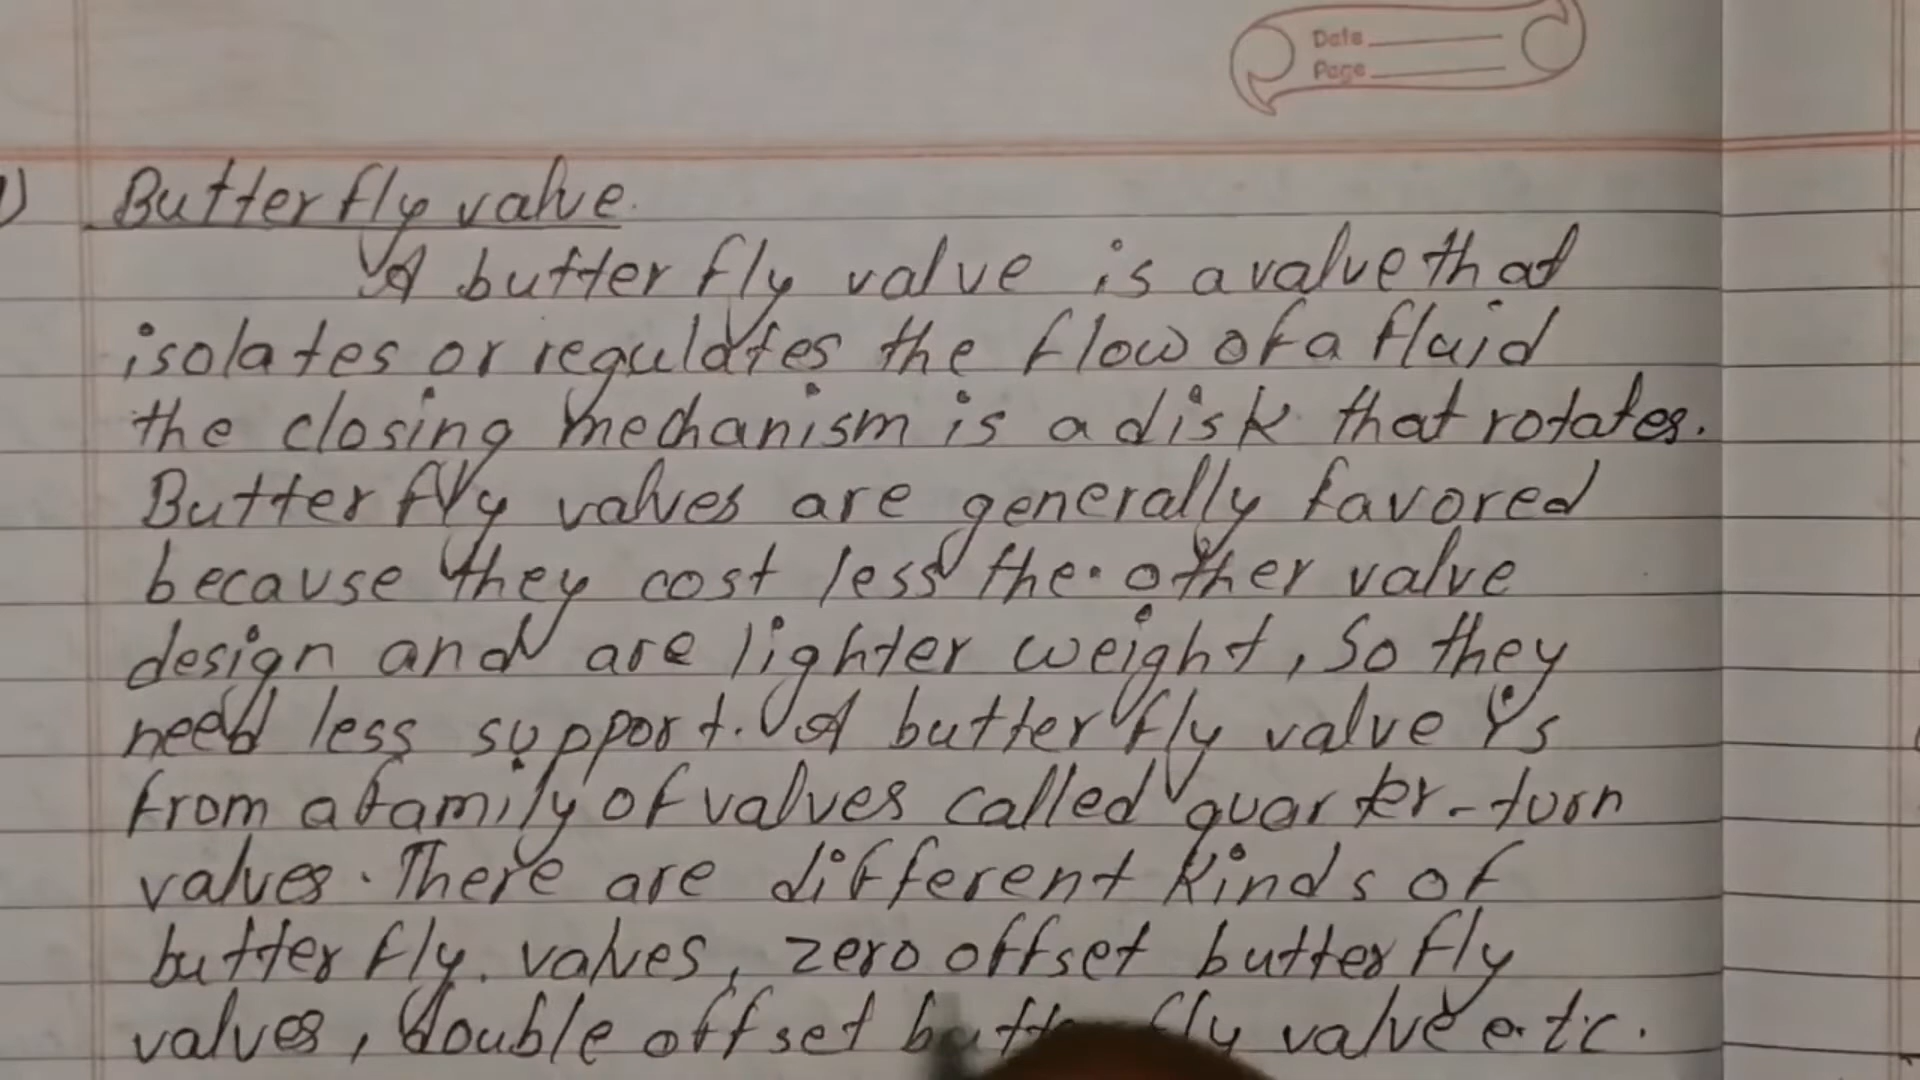 Date
Page
1) Butterfly valve.
A butterfly valve is a valve that
isolates or regulates the flow of a fluid
the closing mechanism is a disk that rotates.
Butterfly valves are generally favored
because they cost less the other valve
design and are lighter weight, So they
need less support. A butterfly valve is
from a family of valves called quarter-turn
valves. There are different kinds of
butterfly valves, zero offset butterfly
valves, double offset butterfly valve etc.